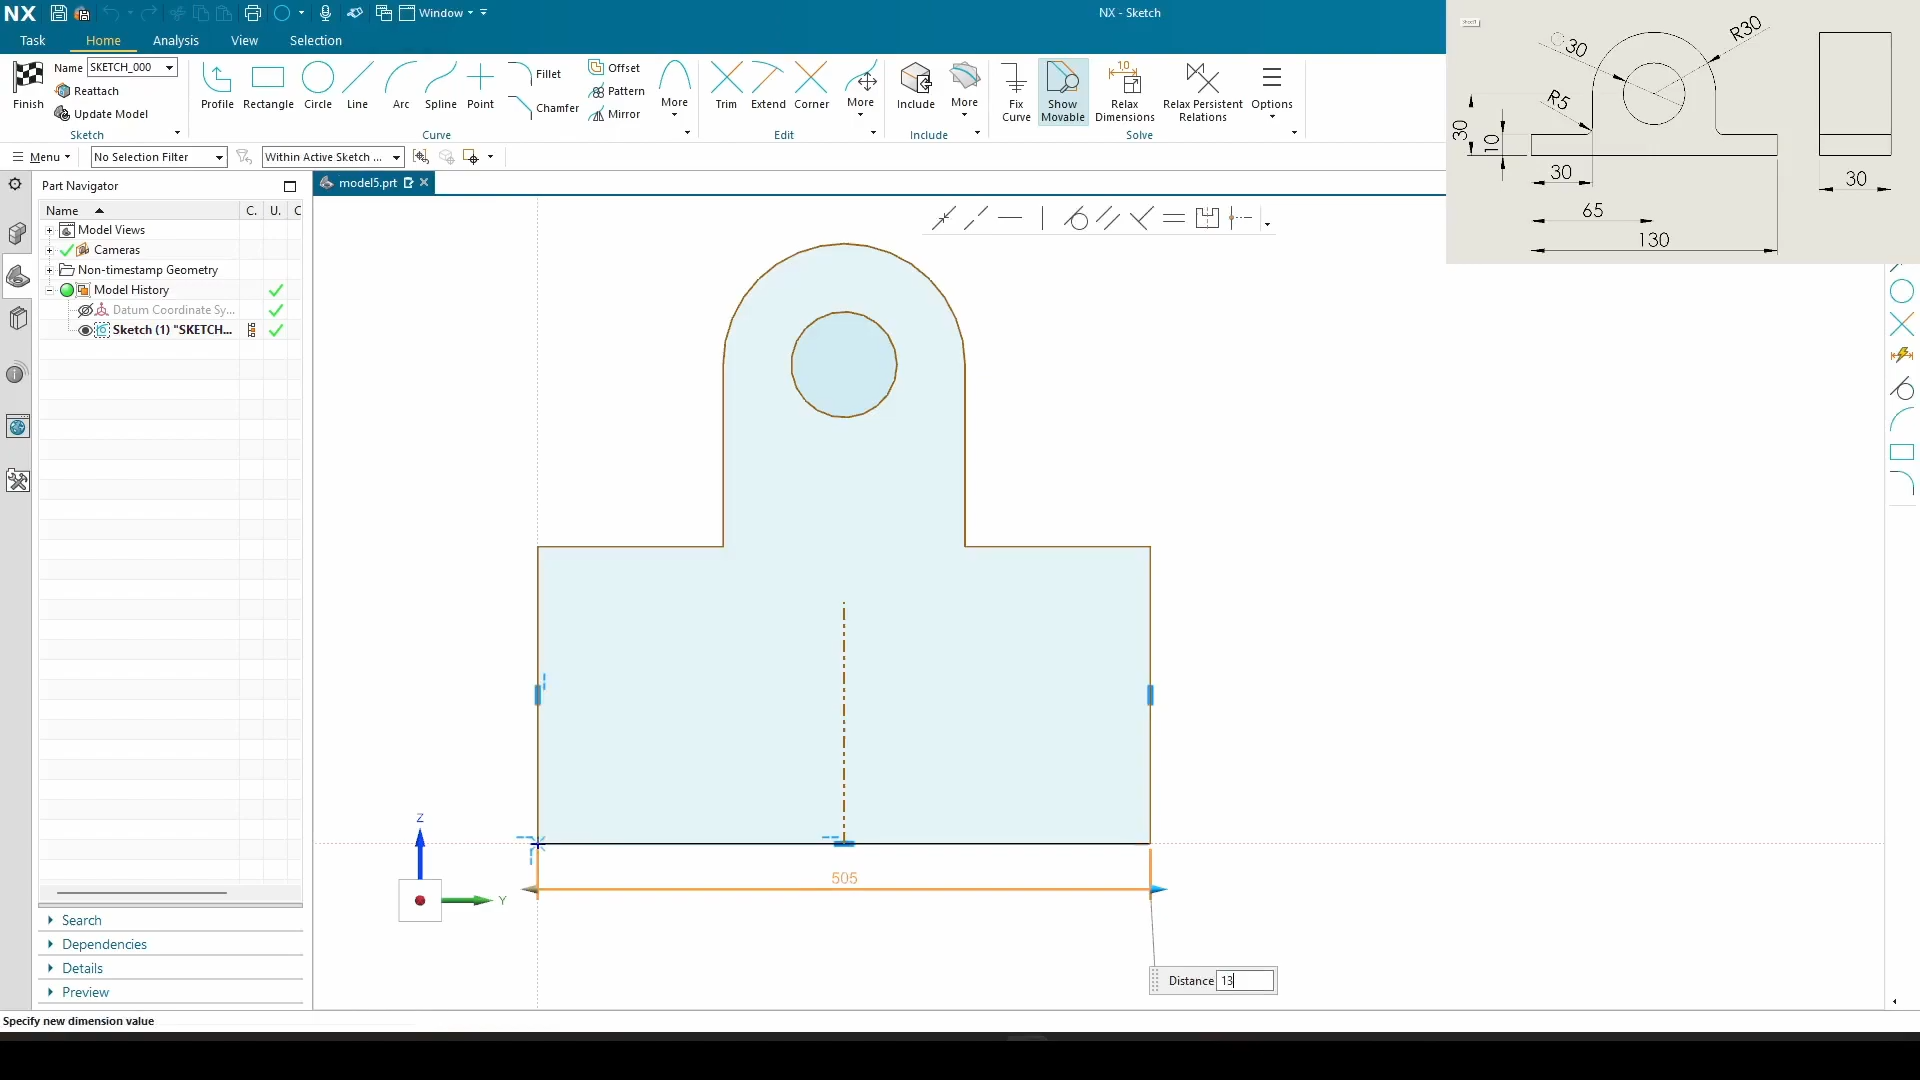 NX
Window
NX - Sketch
Task Home Analysis View Selection
Finish
Name SKETCH_000
Reattach
Update Model
Sketch
Profile Rectangle Circle Line Arc Spline Point
Fillet
Chamfer
Offset
Pattern
Mirror
More
Curve
Trim Extend Corner More
Edit
Include More
Include
Fix Curve
Show Movable
Relax Dimensions
Relax Persistent Relations
Options
Solve
Menu No Selection Filter Within Active Sketch ...
Part Navigator
model5.prt
Name C. U. C
Model Views
Cameras
Non-timestamp Geometry
Model History
Datum Coordinate Sy...
Sketch (1) "SKETCH...
30
R30
R5
30
10
30
65
130
30
Z
Y
505
Distance 13
Search
Dependencies
Details
Preview
Specify new dimension value